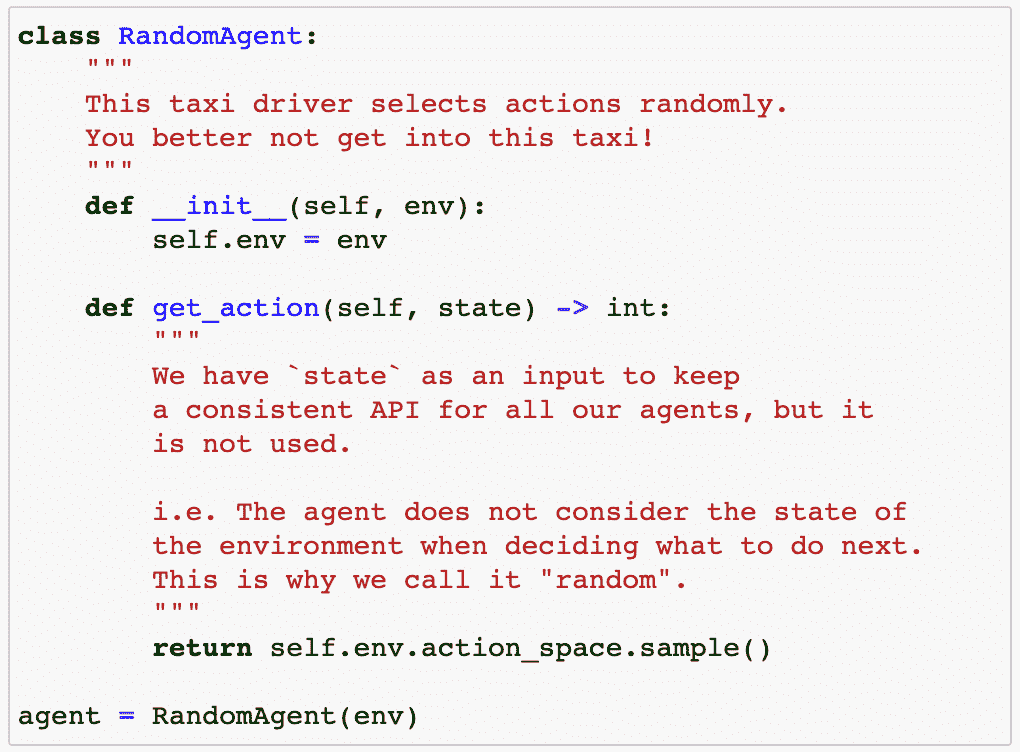 class RandomAgent:
    """
    This taxi driver selects actions randomly.
    You better not get into this taxi!
    """
    def __init__(self, env):
        self.env = env

    def get_action(self, state) -> int:
        """
        We have `state` as an input to keep
        a consistent API for all our agents, but it
        is not used.

        i.e. The agent does not consider the state of
        the environment when deciding what to do next.
        This is why we call it "random".
        """
        return self.env.action_space.sample()

agent = RandomAgent(env)